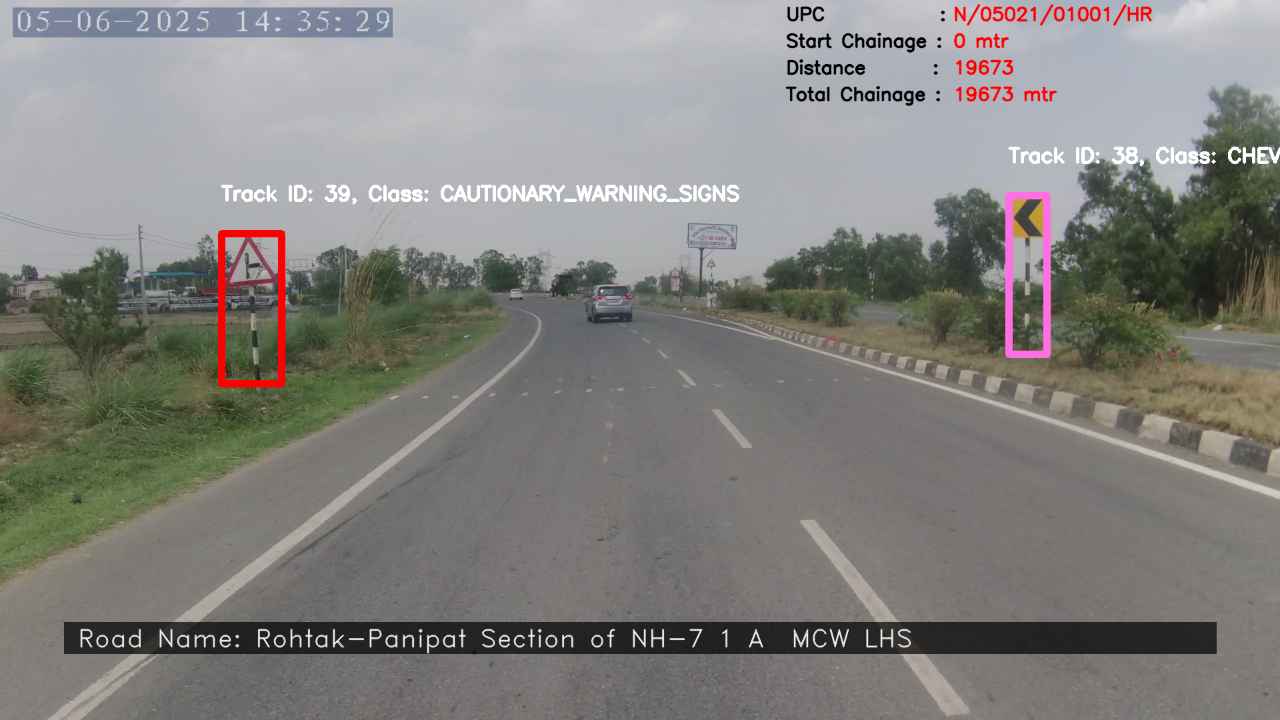 05-06-2025 14:35:29
UPC : N/05021/01001/HR
Start Chainage : 0 mtr
Distance : 19673
Total Chainage : 19673 mtr
Track ID: 38, Class: CHEV
Track ID: 39, Class: CAUTIONARY_WARNING_SIGNS
Road Name: Rohtak-Panipat Section of NH-7 1 A MCW LHS